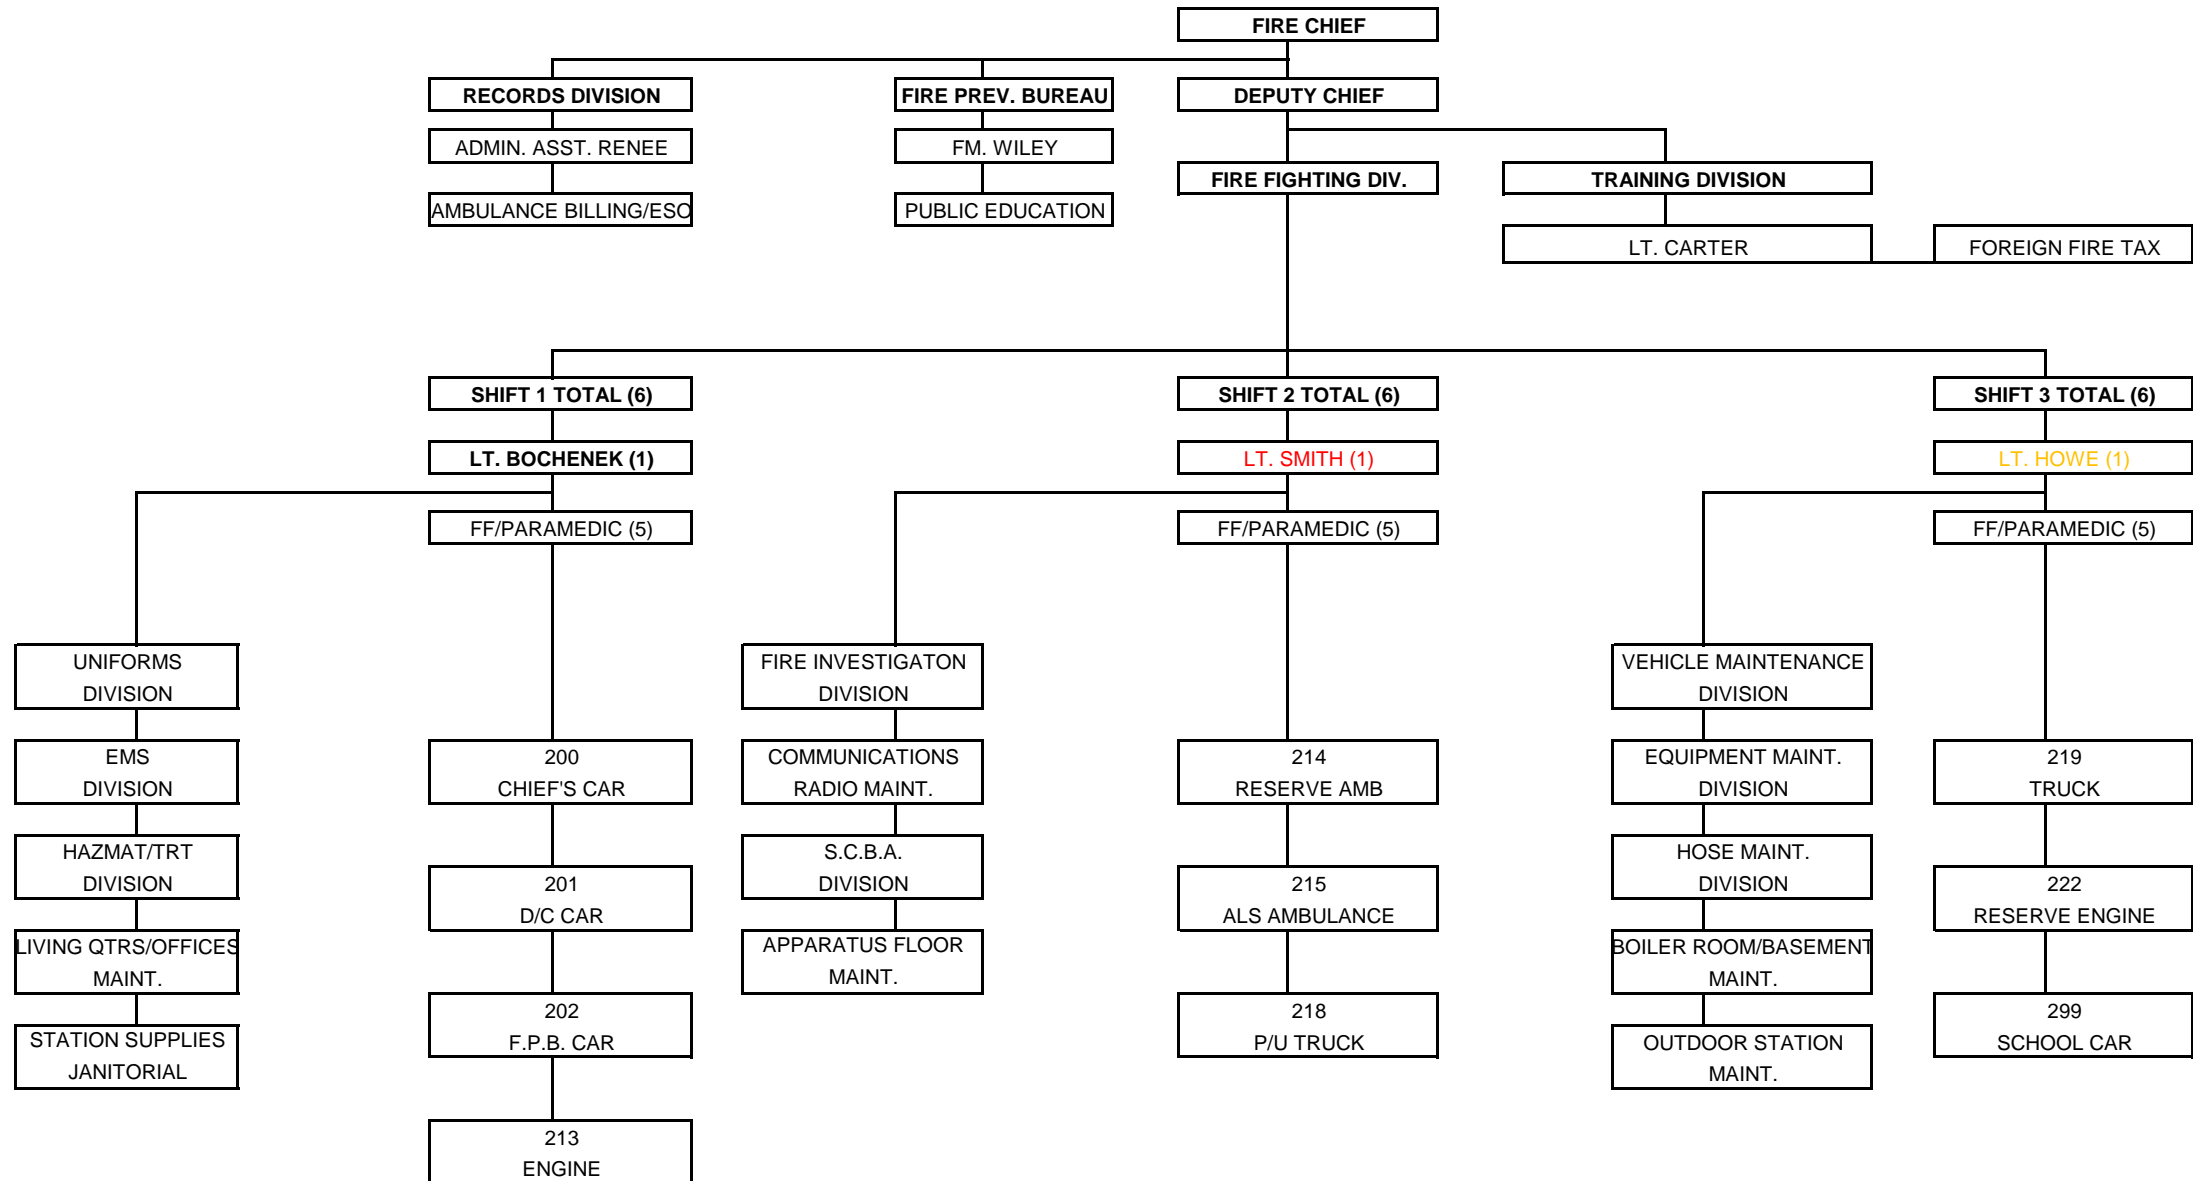 FIRE CHIEF
RECORDS DIVISION
FIRE PREV. BUREAU
DEPUTY CHIEF
ADMIN. ASST. RENEE
FM. WILEY
FIRE FIGHTING DIV.
TRAINING DIVISION
AMBULANCE BILLING/ESO
PUBLIC EDUCATION
LT. CARTER
FOREIGN FIRE TAX
SHIFT 1 TOTAL (6)
SHIFT 2 TOTAL (6)
SHIFT 3 TOTAL (6)
LT. BOCHENEK (1)
LT. SMITH (1)
LT. HOWE (1)
FF/PARAMEDIC (5)
FF/PARAMEDIC (5)
FF/PARAMEDIC (5)
UNIFORMS
DIVISION
FIRE INVESTIGATON
DIVISION
VEHICLE MAINTENANCE
DIVISION
EMS
DIVISION
200
CHIEF'S CAR
COMMUNICATIONS
RADIO MAINT.
214
RESERVE AMB
EQUIPMENT MAINT.
DIVISION
219
TRUCK
HAZMAT/TRT
DIVISION
201
D/C CAR
S.C.B.A.
DIVISION
215
ALS AMBULANCE
HOSE MAINT.
DIVISION
222
RESERVE ENGINE
LIVING QTRS/OFFICES
MAINT.
APPARATUS FLOOR
MAINT.
BOILER ROOM/BASEMENT
MAINT.
202
F.P.B. CAR
218
P/U TRUCK
299
SCHOOL CAR
STATION SUPPLIES
JANITORIAL
OUTDOOR STATION
MAINT.
213
ENGINE